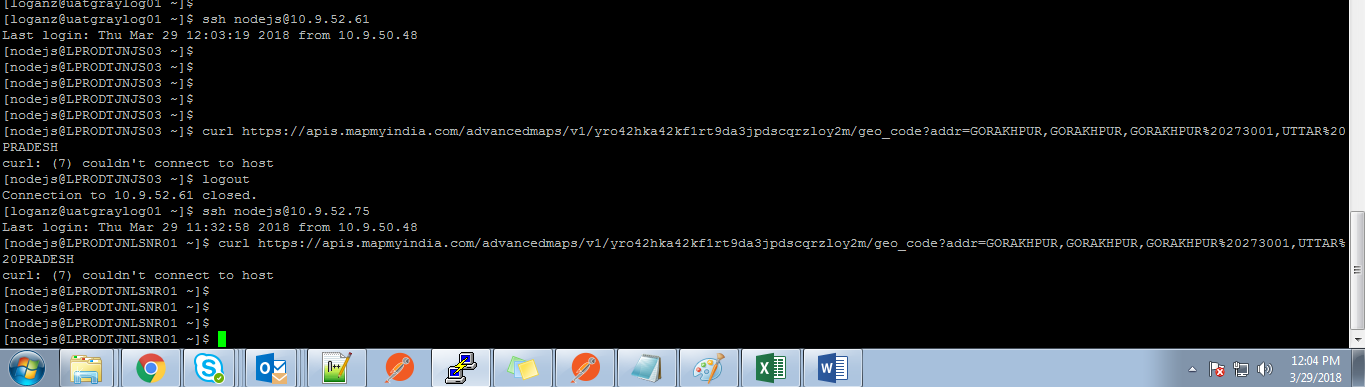 [loganz@uatgraylog01 ~]$
[loganz@uatgraylog01 ~]$ ssh nodejs@10.9.52.61
Last login: Thu Mar 29 12:03:19 2018 from 10.9.50.48
[nodejs@LPRODTJNJS03 ~]$
[nodejs@LPRODTJNJS03 ~]$
[nodejs@LPRODTJNJS03 ~]$
[nodejs@LPRODTJNJS03 ~]$
[nodejs@LPRODTJNJS03 ~]$
[nodejs@LPRODTJNJS03 ~]$ curl https://apis.mapmyindia.com/advancedmaps/v1/yro42hka42kf1rt9da3jpdscqrzloy2m/geo_code?addr=GORAKHPUR,GORAKHPUR,GORAKHPUR%20273001,UTTAR%20
PRADESH
curl: (7) couldn't connect to host
[nodejs@LPRODTJNJS03 ~]$ logout
Connection to 10.9.52.61 closed.
[loganz@uatgraylog01 ~]$ ssh nodejs@10.9.52.75
Last login: Thu Mar 29 11:32:58 2018 from 10.9.50.48
[nodejs@LPRODTJNLSNR01 ~]$ curl https://apis.mapmyindia.com/advancedmaps/v1/yro42hka42kf1rt9da3jpdscqrzloy2m/geo_code?addr=GORAKHPUR,GORAKHPUR,GORAKHPUR%20273001,UTTAR%
20PRADESH
curl: (7) couldn't connect to host
[nodejs@LPRODTJNLSNR01 ~]$
[nodejs@LPRODTJNLSNR01 ~]$
[nodejs@LPRODTJNLSNR01 ~]$
[nodejs@LPRODTJNLSNR01 ~]$
12:04 PM
3/29/2018